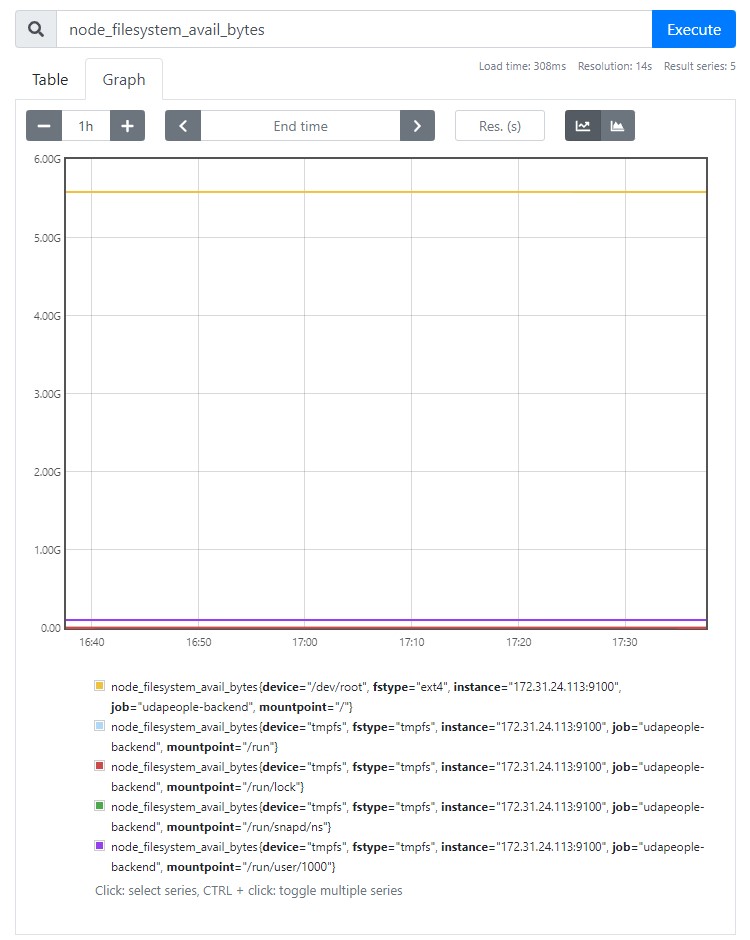 node_filesystem_avail_bytes
Execute
Load time: 308ms Resolution: 14s Result series: 5
Table Graph
1h
End time
Res. (s)
6.00G
5.00G
4.00G
3.00G
2.00G
1.00G
0.00
16:40 16:50 17:00 17:10 17:20 17:30
node_filesystem_avail_bytes{device="/dev/root", fstype="ext4", instance="172.31.24.113:9100",
job="udapeople-backend", mountpoint="/"}
node_filesystem_avail_bytes{device="tmpfs", fstype="tmpfs", instance="172.31.24.113:9100", job="udapeople-
backend", mountpoint="/run"}
node_filesystem_avail_bytes{device="tmpfs", fstype="tmpfs", instance="172.31.24.113:9100", job="udapeople-
backend", mountpoint="/run/lock"}
node_filesystem_avail_bytes{device="tmpfs", fstype="tmpfs", instance="172.31.24.113:9100", job="udapeople-
backend", mountpoint="/run/snapd/ns"}
node_filesystem_avail_bytes{device="tmpfs", fstype="tmpfs", instance="172.31.24.113:9100", job="udapeople-
backend", mountpoint="/run/user/1000"}
Click: select series, CTRL + click: toggle multiple series